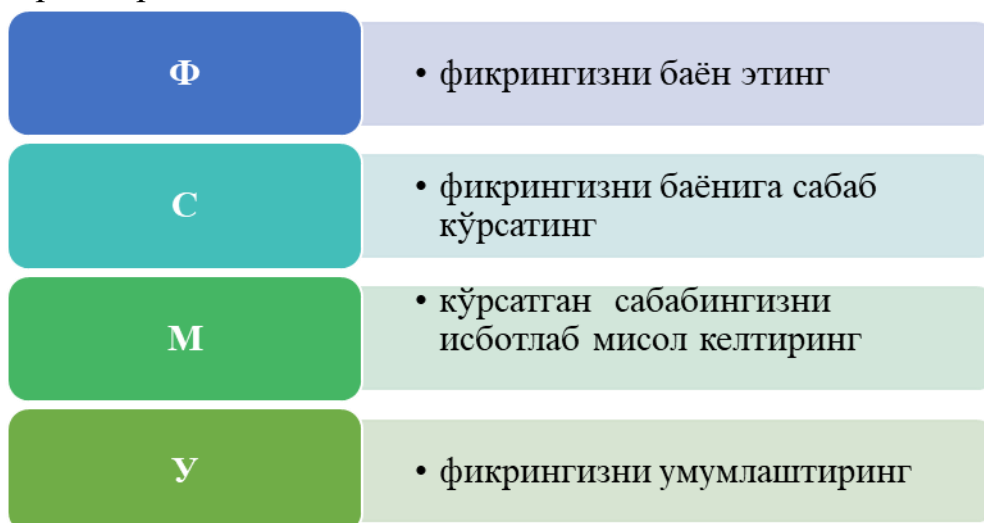 Ф
• фикрингизни баён этинг
С
• фикрингизни баёнига сабаб
кўрсатинг
М
• кўрсатган сабабингизни
исботлаб мисол келтиринг
У
• фикрингизни умумлаштиринг